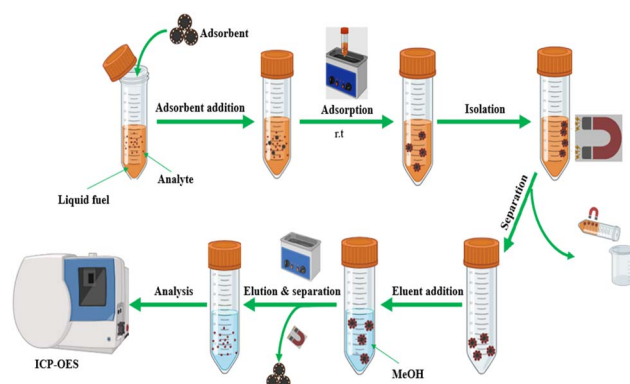 Adsorbent
Adsorbent addition
Adsorption
r.t
Isolation
Liquid fuel
Analyte
Separation
Analysis
Elution & separation
Eluent addition
MeOH
ICP-OES